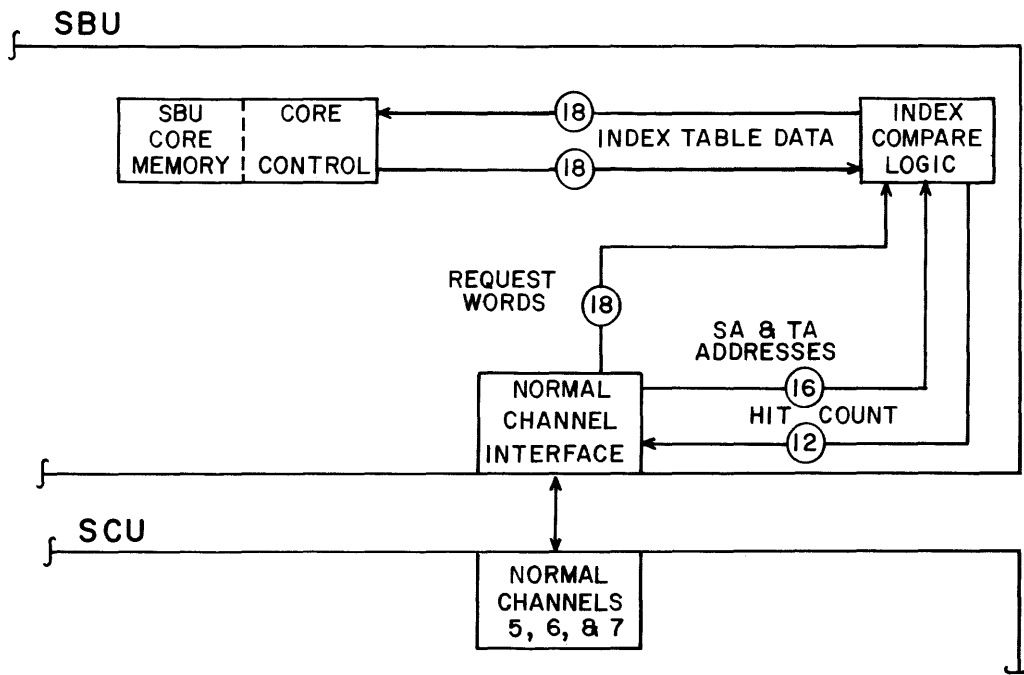 SBU
SBU
CORE
MEMORY
CORE
CONTROL
18
INDEX TABLE DATA
18
INDEX
COMPARE
LOGIC
REQUEST
WORDS
18
SA & TA
ADDRESSES
16
HIT COUNT
12
NORMAL
CHANNEL
INTERFACE
SCU
NORMAL
CHANNELS
5, 6, & 7